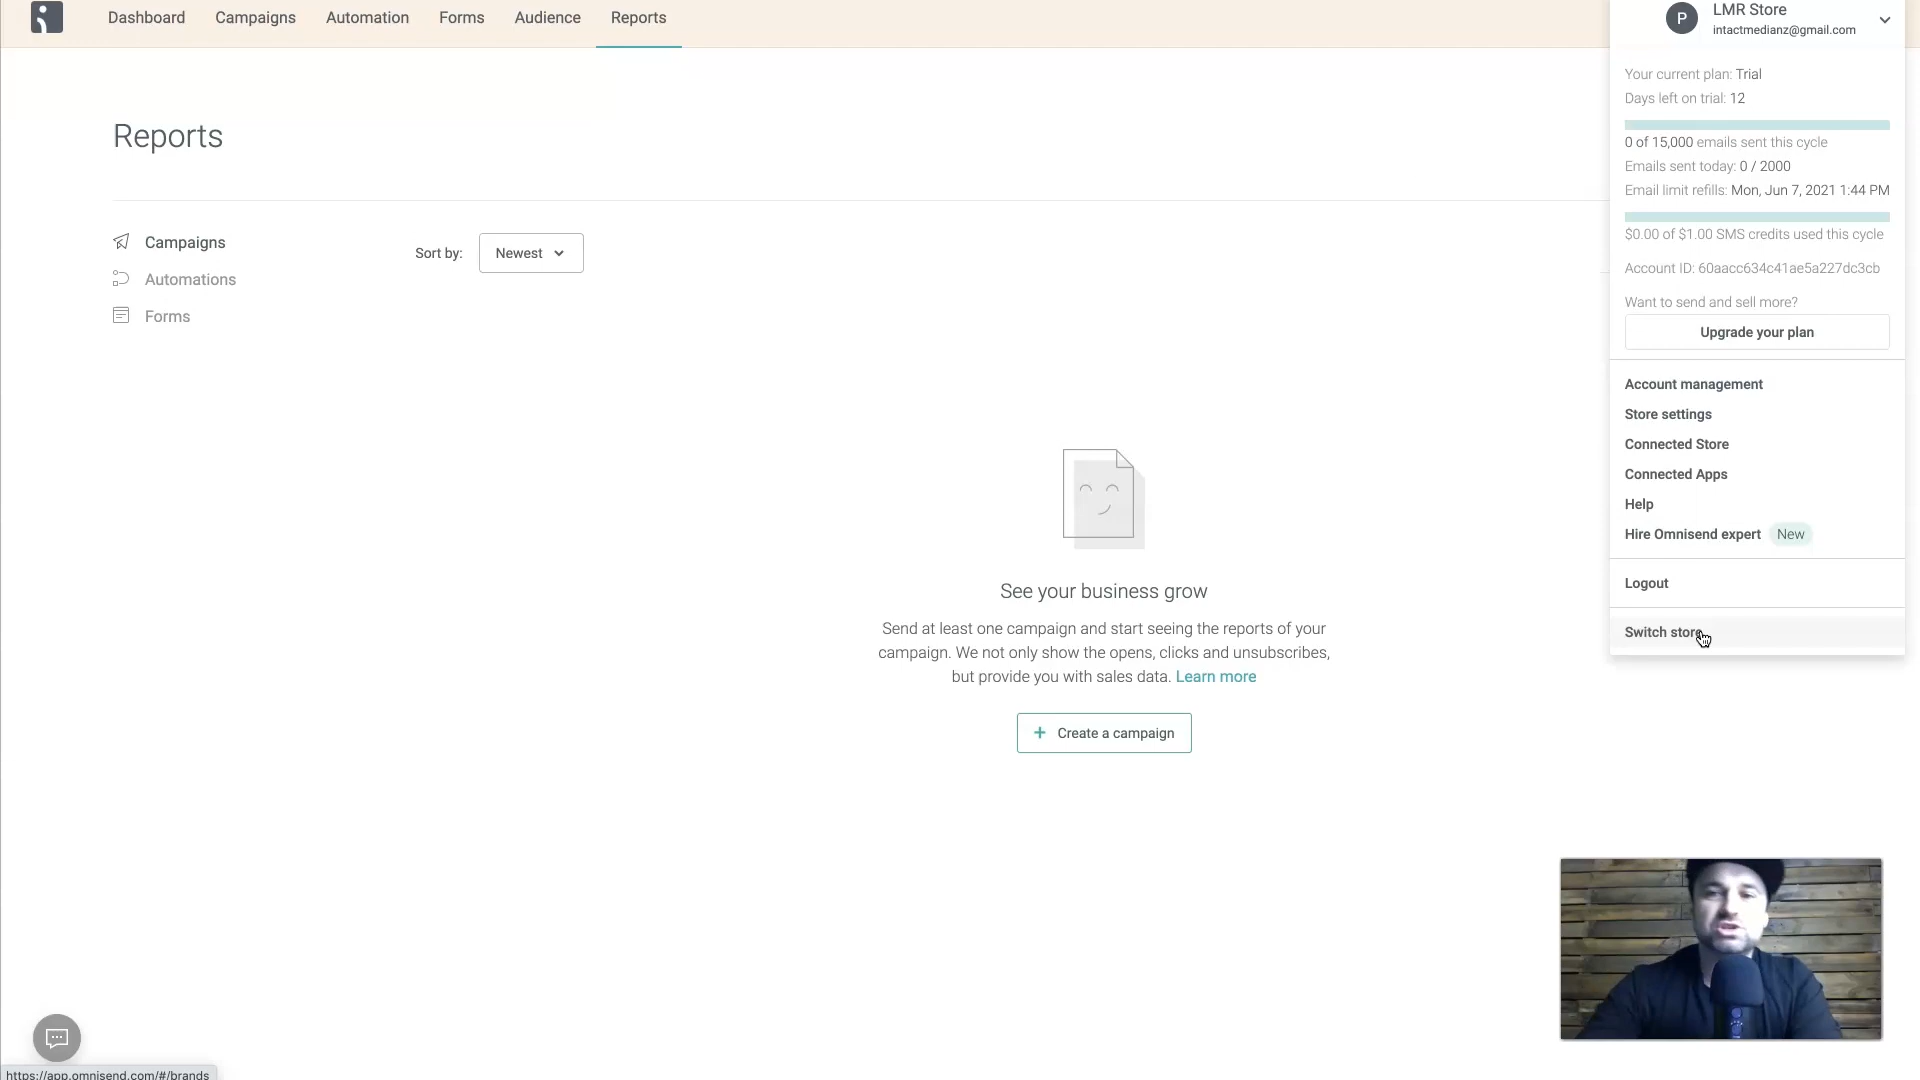 Dashboard
Campaigns
Automation
Forms
Audience
Reports
P
LMR Store
intactmedianz@gmail.com
Your current plan: Trial
Days left on trial: 12
0 of 15,000 emails sent this cycle
Emails sent today: 0 / 2000
Email limit refills: Mon, Jun 7, 2021 1:44 PM
$0.00 of $1.00 SMS credits used this cycle
Account ID: 60aacc634c41ae5a227dc3cb
Want to send and sell more?
Upgrade your plan
Account management
Store settings
Connected Store
Connected Apps
Help
Hire Omnisend expert New
Logout
Switch store
Reports
Campaigns
Automations
Forms
Sort by: Newest
See your business grow
Send at least one campaign and start seeing the reports of your
campaign. We not only show the opens, clicks and unsubscribes,
but provide you with sales data. Learn more
+ Create a campaign
https://app.omnisend.com/#/brands